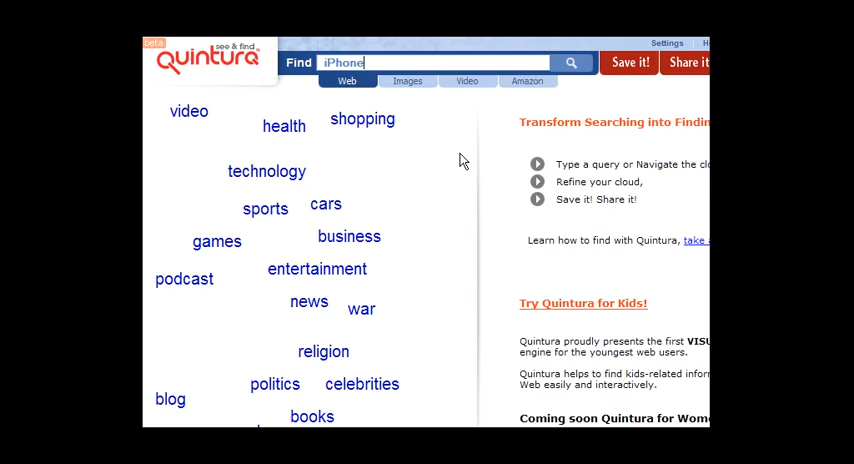 beta
see & find
Quintura
Settings
Find iPhone
Save it!
Share it
Web Images Video Amazon
video
health
shopping
technology
sports
cars
games
business
podcast
entertainment
news
war
religion
politics
celebrities
blog
books
Transform Searching into Findin
Type a query or Navigate the clo
Refine your cloud,
Save it! Share it!
Learn how to find with Quintura, take a
Try Quintura for Kids!
Quintura proudly presents the first VISU
engine for the youngest web users.
Quintura helps to find kids-related infor
Web easily and interactively.
Coming soon Quintura for Wome